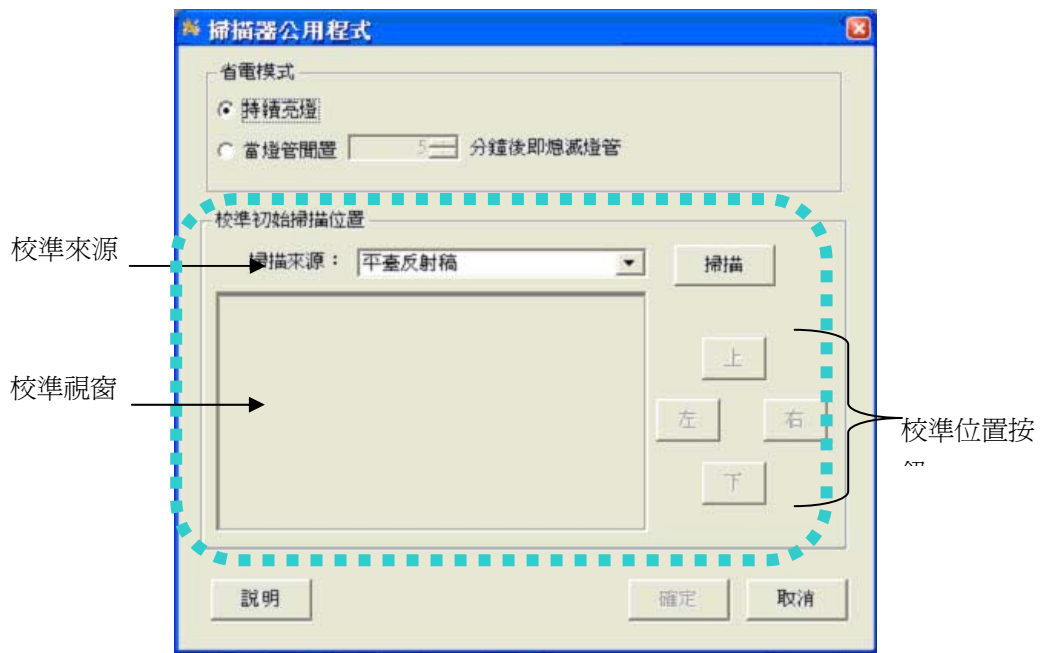 掃描器公用程式
省電模式
持續亮燈
當燈管閒置 5 分鐘後即熄滅燈管
校準初始掃描位置
校準來源
掃描來源： 平臺反射稿 掃描
校準視窗
上
左 右
下
校準位置按
說明 確定 取消